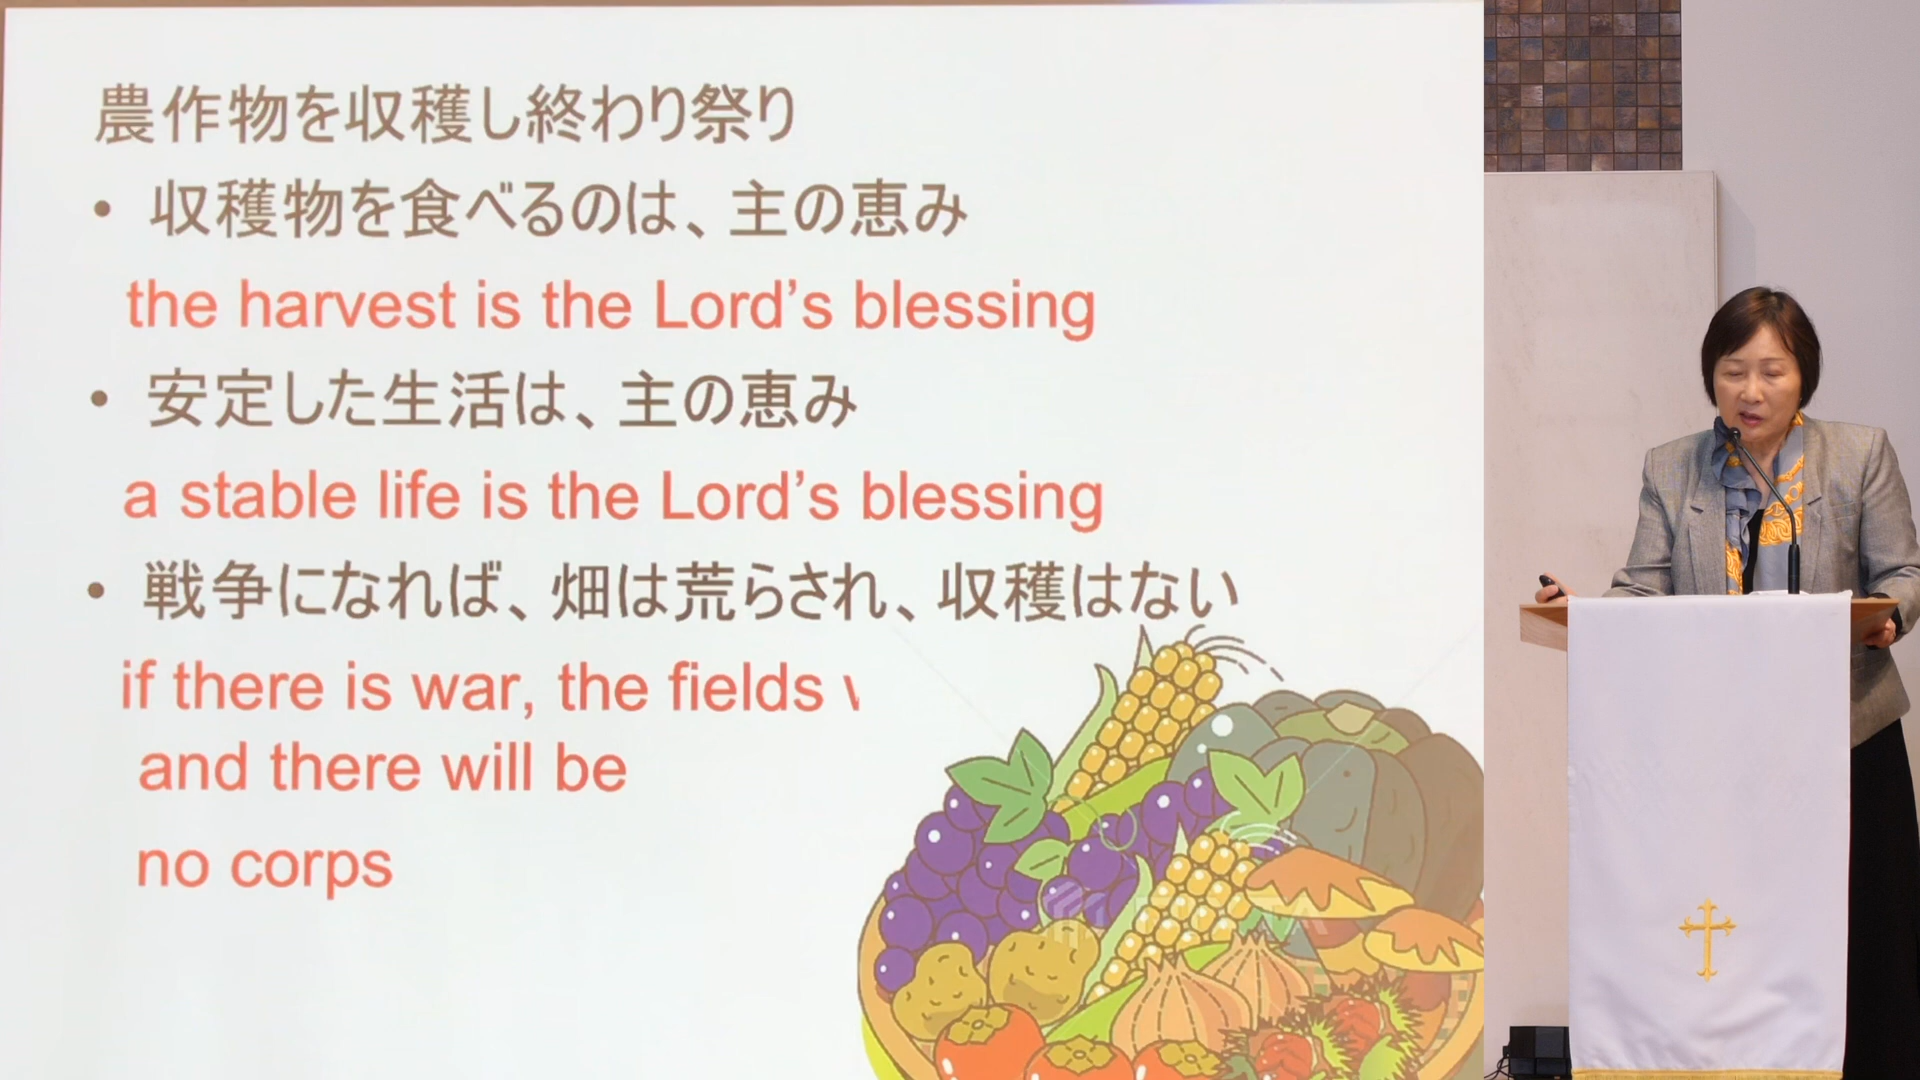 農作物を収穫し終わり祭り
• 収穫物を食べるのは、主の恵み
the harvest is the Lord’s blessing
• 安定した生活は、主の恵み
a stable life is the Lord’s blessing
• 戦争になれば、畑は荒らされ、収穫はない
if there is war, the fields
and there will be
no corps